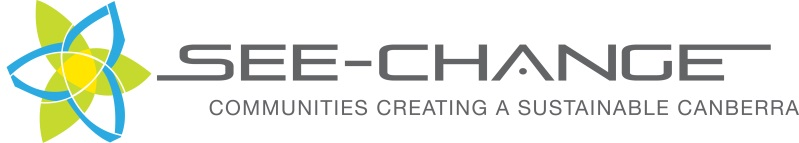 SEE-CHANGE
COMMUNITIES CREATING A SUSTAINABLE CANBERRA